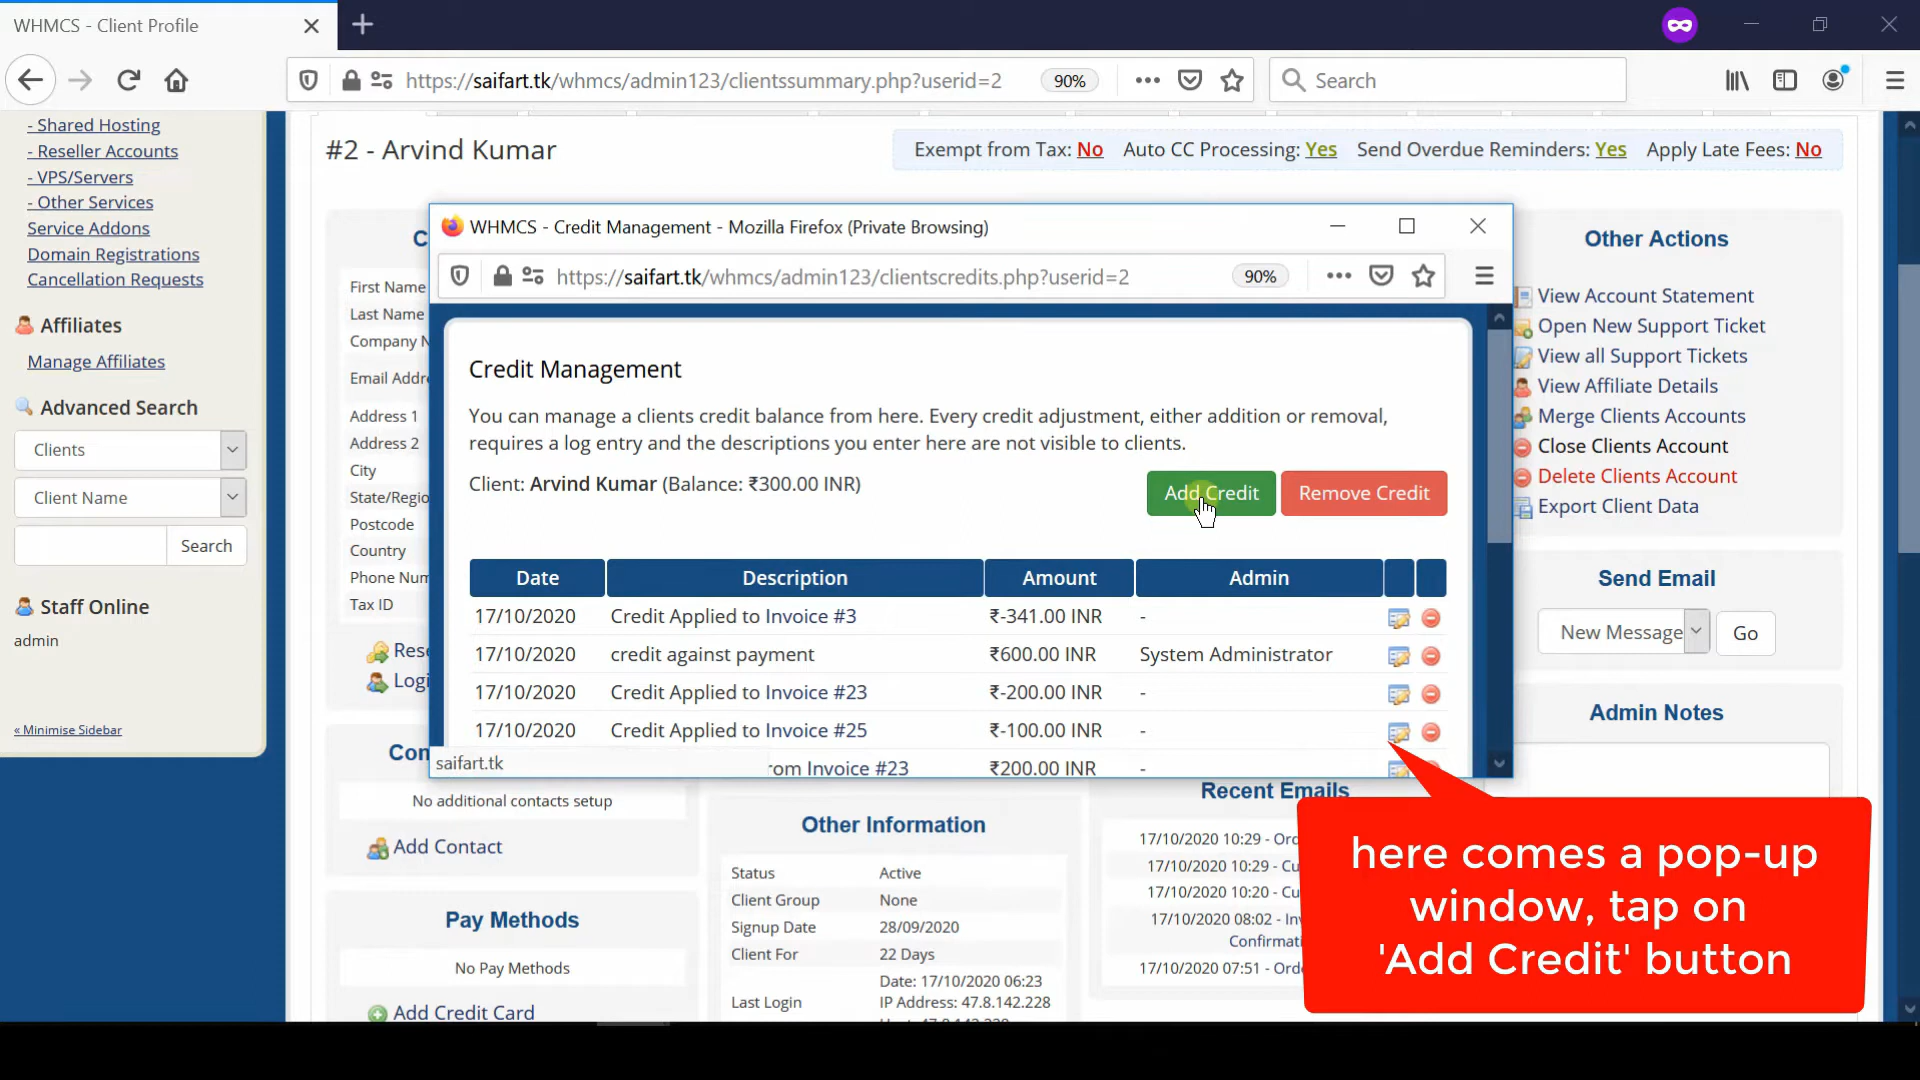 WHMCS - Client Profile
https://saifart.tk/whmcs/admin123/clientssummary.php?userid=2
90%
Search
- Shared Hosting
- Reseller Accounts
- VPS/Servers
- Other Services
Service Addons
Domain Registrations
Cancellation Requests
Affiliates
Manage Affiliates
Advanced Search
Clients
Client Name
Search
Staff Online
admin
« Minimise Sidebar
#2 - Arvind Kumar
Exempt from Tax: No Auto CC Processing: Yes Send Overdue Reminders: Yes Apply Late Fees: No
First Name
Last Name
Email
Address 1
Address 2
City
Postcode
Country
Tax ID
WHMCS - Credit Management - Mozilla Firefox (Private Browsing)
https://saifart.tk/whmcs/admin123/clientscredits.php?userid=2
90%
Credit Management
You can manage a clients credit balance from here. Every credit adjustment, either addition or removal,
requires a log entry and the descriptions you enter here are not visible to clients.
Client: Arvind Kumar (Balance: ₹300.00 INR)
Add Credit
Remove Credit
Date Description Amount Admin
17/10/2020 Credit Applied to Invoice #3 ₹-341.00 INR -
17/10/2020 credit against payment ₹600.00 INR System Administrator
17/10/2020 Credit Applied to Invoice #23 ₹-200.00 INR -
17/10/2020 Credit Applied to Invoice #25 ₹-100.00 INR -
Invoice #23 ₹200.00 INR -
saifart.tk
Other Actions
View Account Statement
Open New Support Ticket
View all Support Tickets
View Affiliate Details
Merge Clients Accounts
Close Clients Account
Delete Clients Account
Export Client Data
Send Email
New Message
Go
Admin Notes
No additional contacts setup
Add Contact
Pay Methods
No Pay Methods
Add Credit Card
Other Information
Status Active
Client Group None
Signup Date 28/09/2020
Client For 22 Days
Last Login
Date: 17/10/2020 06:23
IP Address: 47.8.142.228
Recent Emails
17/10/2020 10:29 -
17/10/2020 10:29 -
17/10/2020 10:20 -
17/10/2020 08:02 -
17/10/2020 07:51 -
here comes a pop-up
window, tap on
'Add Credit' button